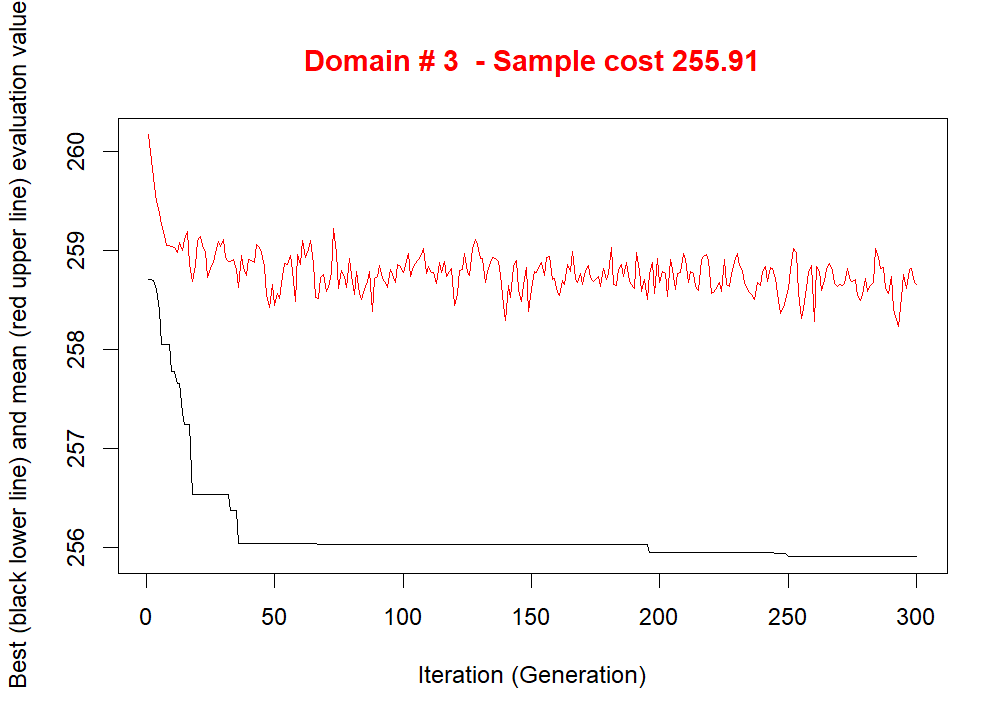 Domain # 3  - Sample cost 255.91
Best (black lower line) and mean (red upper line) evaluation value
260
259
258
257
256
0 50 100 150 200 250 300
Iteration (Generation)